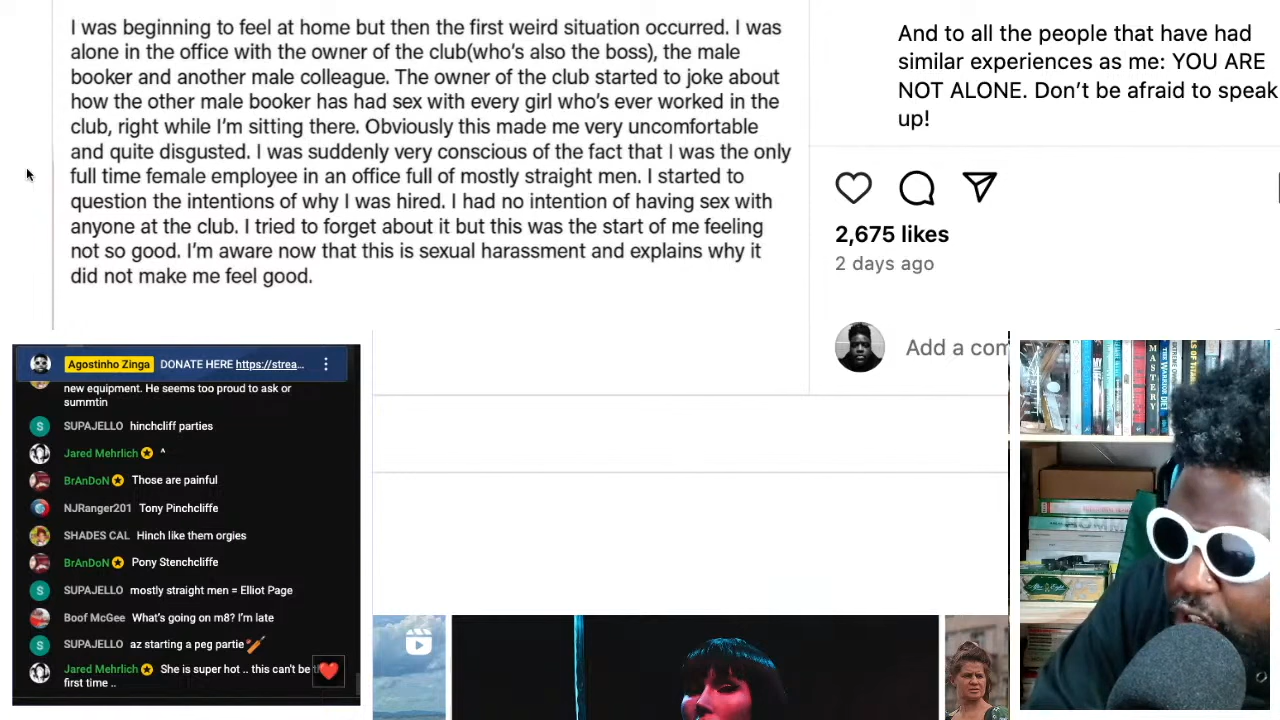 I was beginning to feel at home but then the first weird situation occurred. I was
alone in the office with the owner of the club(who's also the boss), the male
booker and another male colleague. The owner of the club started to joke about
how the other male booker has had sex with every girl who's ever worked in the
club, right while I'm sitting there. Obviously this made me very uncomfortable
and quite disgusted. I was suddenly very conscious of the fact that I was the only
full time female employee in an office full of mostly straight men. I started to
question the intentions of why I was hired. I had no intention of having sex with
anyone at the club. I tried to forget about it but this was the start of me feeling
not so good. I'm aware now that this is sexual harassment and explains why it
did not make me feel good.
And to all the people that have had
similar experiences as me: YOU ARE
NOT ALONE. Don't be afraid to speak
up!
2,675 likes
2 days ago
Add a com
Agostinho Zinga DONATE HERE https://strea...
new equipment. He seems too proud to ask or
summtin
SUPAJELLO hinchcliff parties
Jared Mehrlich ^
BrAnDoN Those are painful
NJRanger201 Tony Pinchcliffe
SHADES CAL Hinch like them orgies
BrAnDoN Pony Stenchcliffe
SUPAJELLO mostly straight men = Elliot Page
Boof McGee What's going on m8? I'm late
SUPAJELLO az starting a peg partie
Jared Mehrlich She is super hot .. this can't be
first time ..
MASTERY
THE WARRIOR DIET